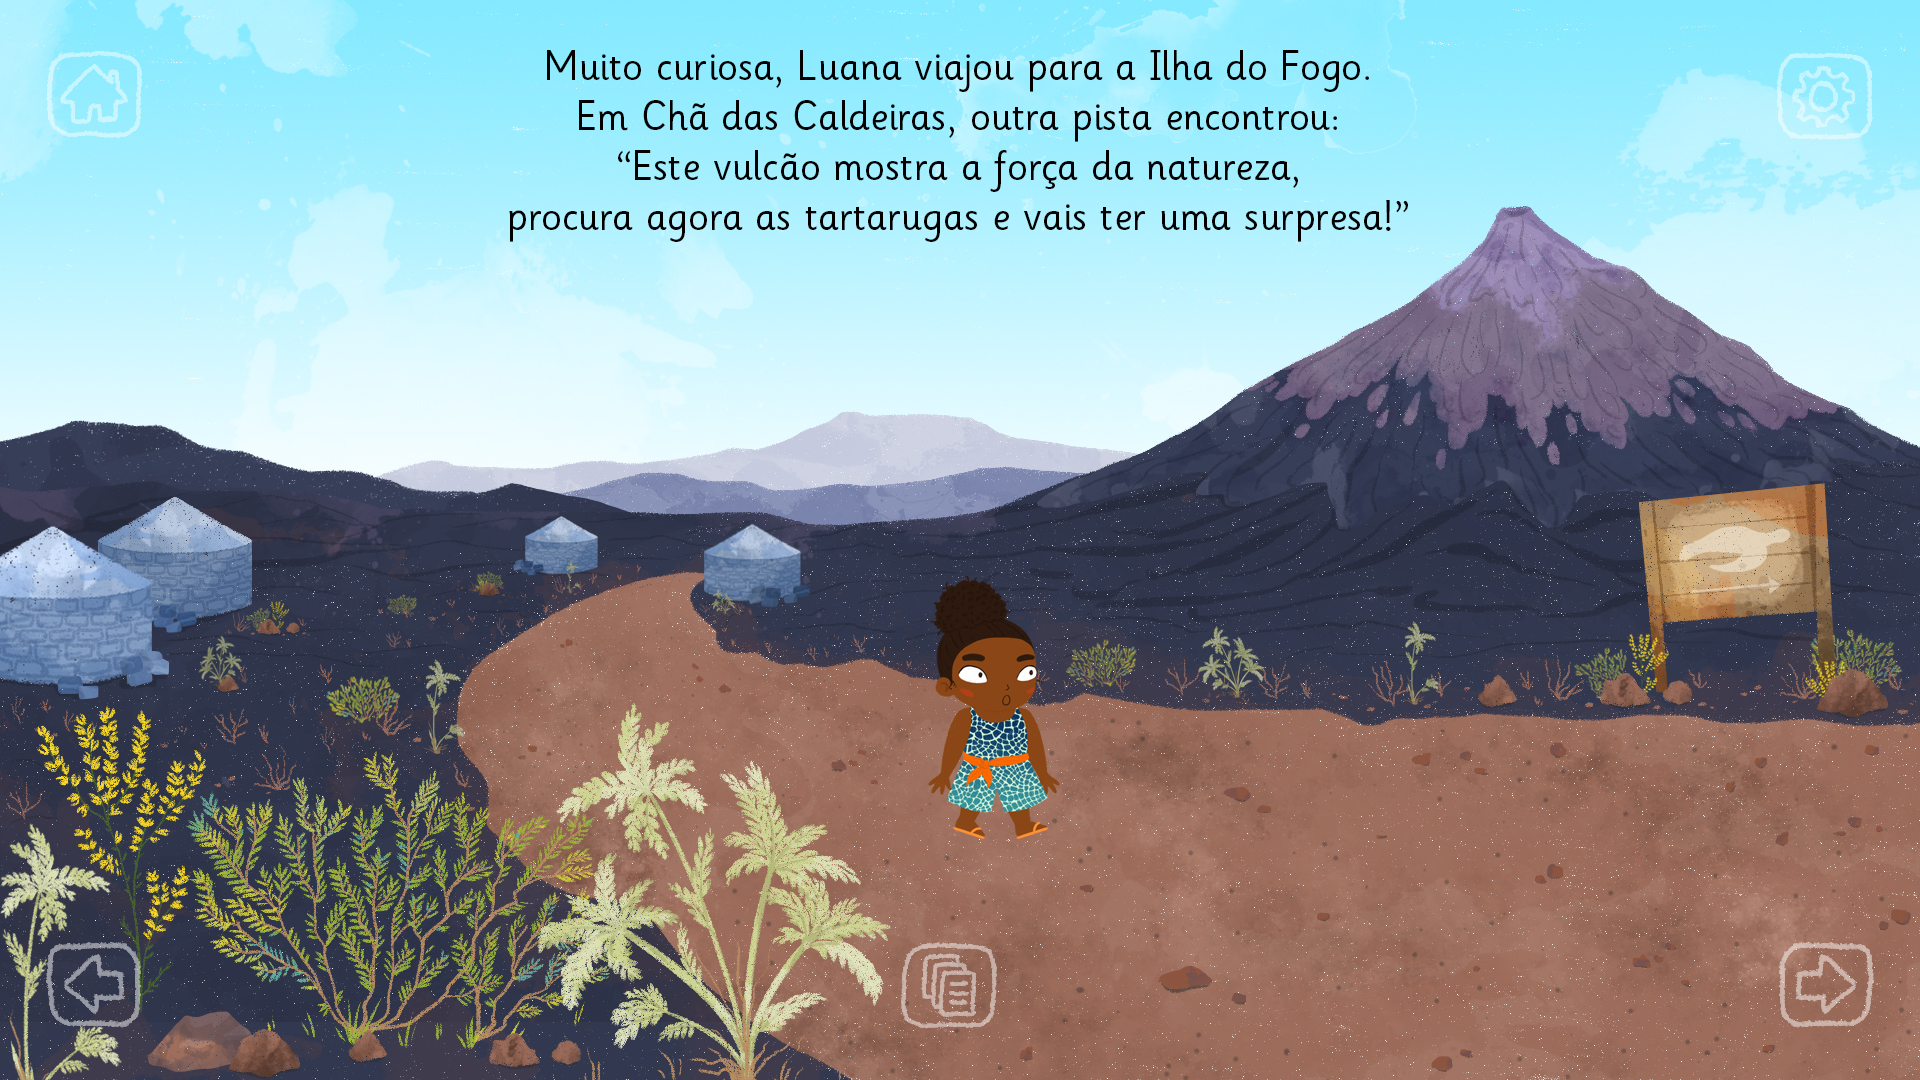 Muito curiosa, Luana viajou para a Ilha do Fogo.
Em Chã das Caldeiras, outra pista encontrou:
“Este vulcão mostra a força da natureza,
procura agora as tartarugas e vais ter uma surpresa!”